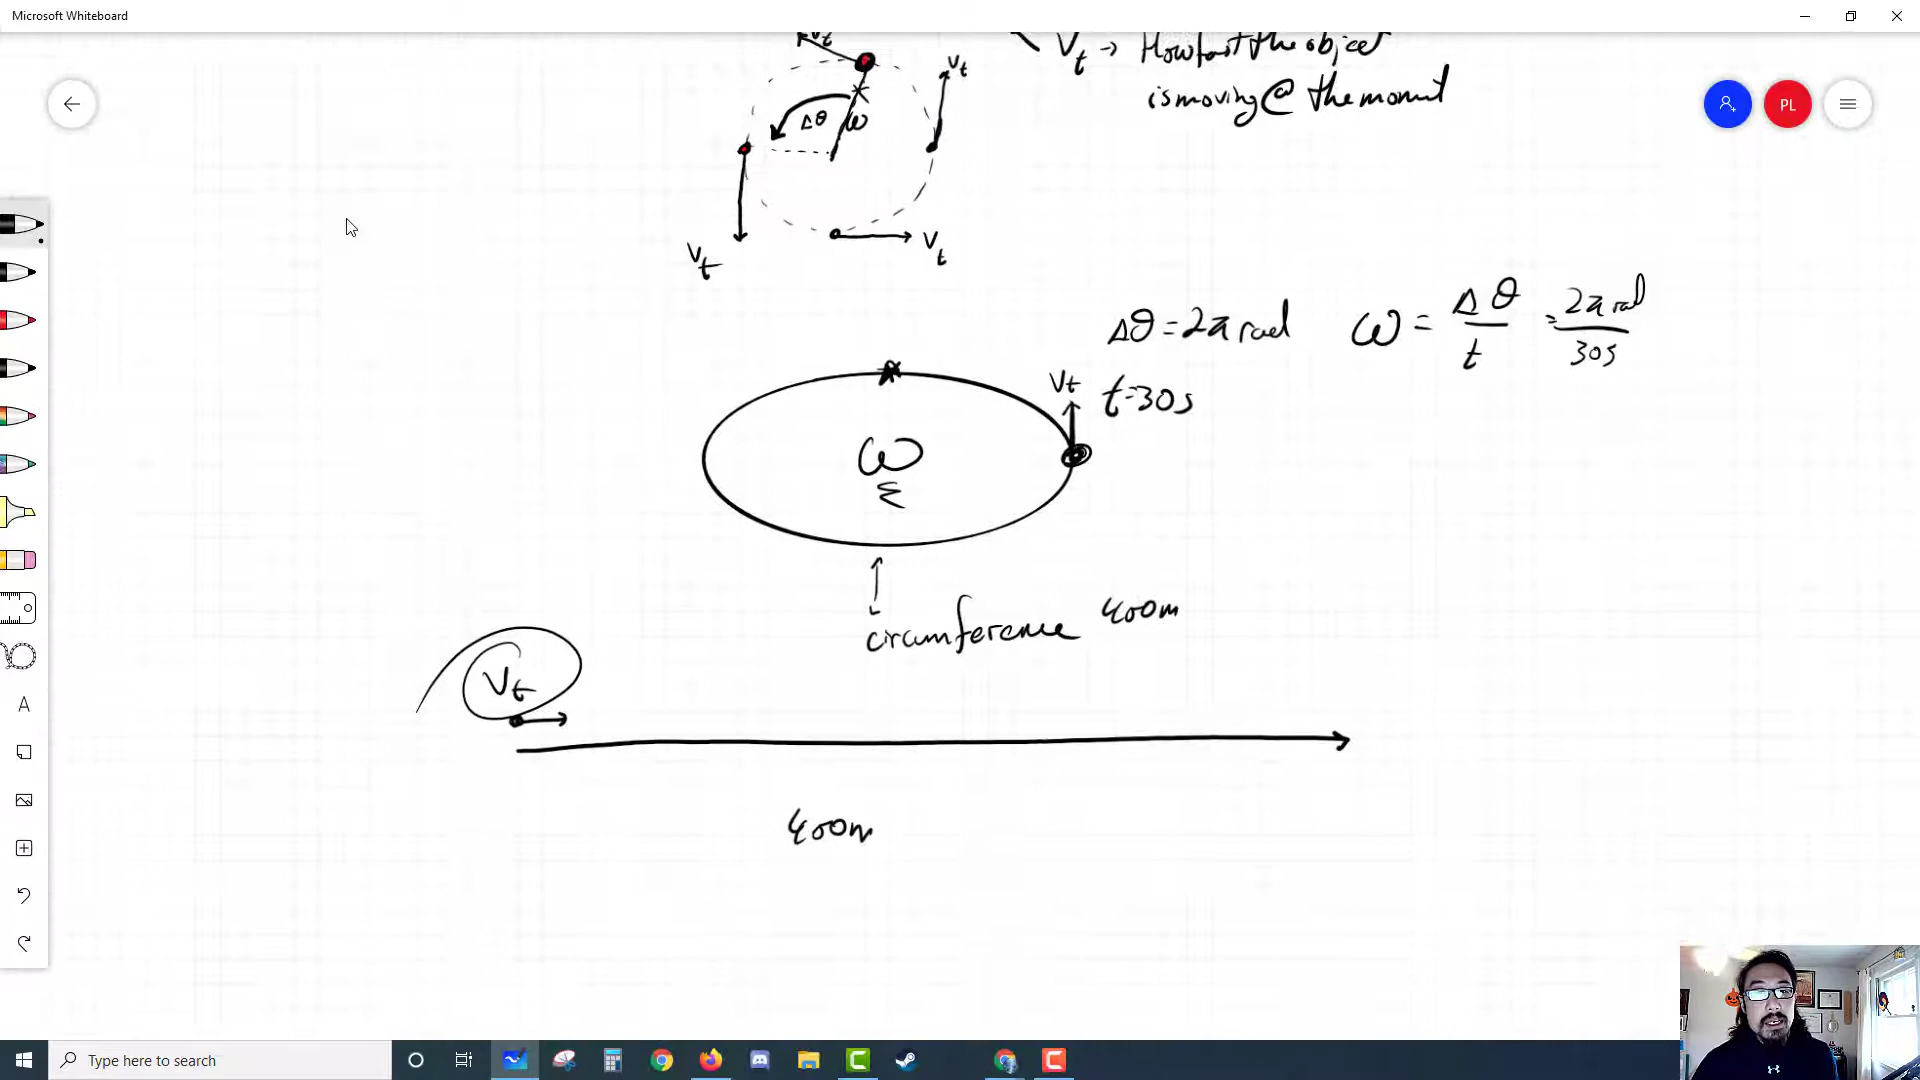 Microsoft Whiteboard
Vt
Vt → How fast the object
is moving @ the moment
Vt
Δθ
ω
PL
Vt
Vt
Δθ = 2π rad
ω = Δθ/t = 2π rad/30s
Vt
t = 30s
ω
circumference 400m
Vt
400m
A
Type here to search